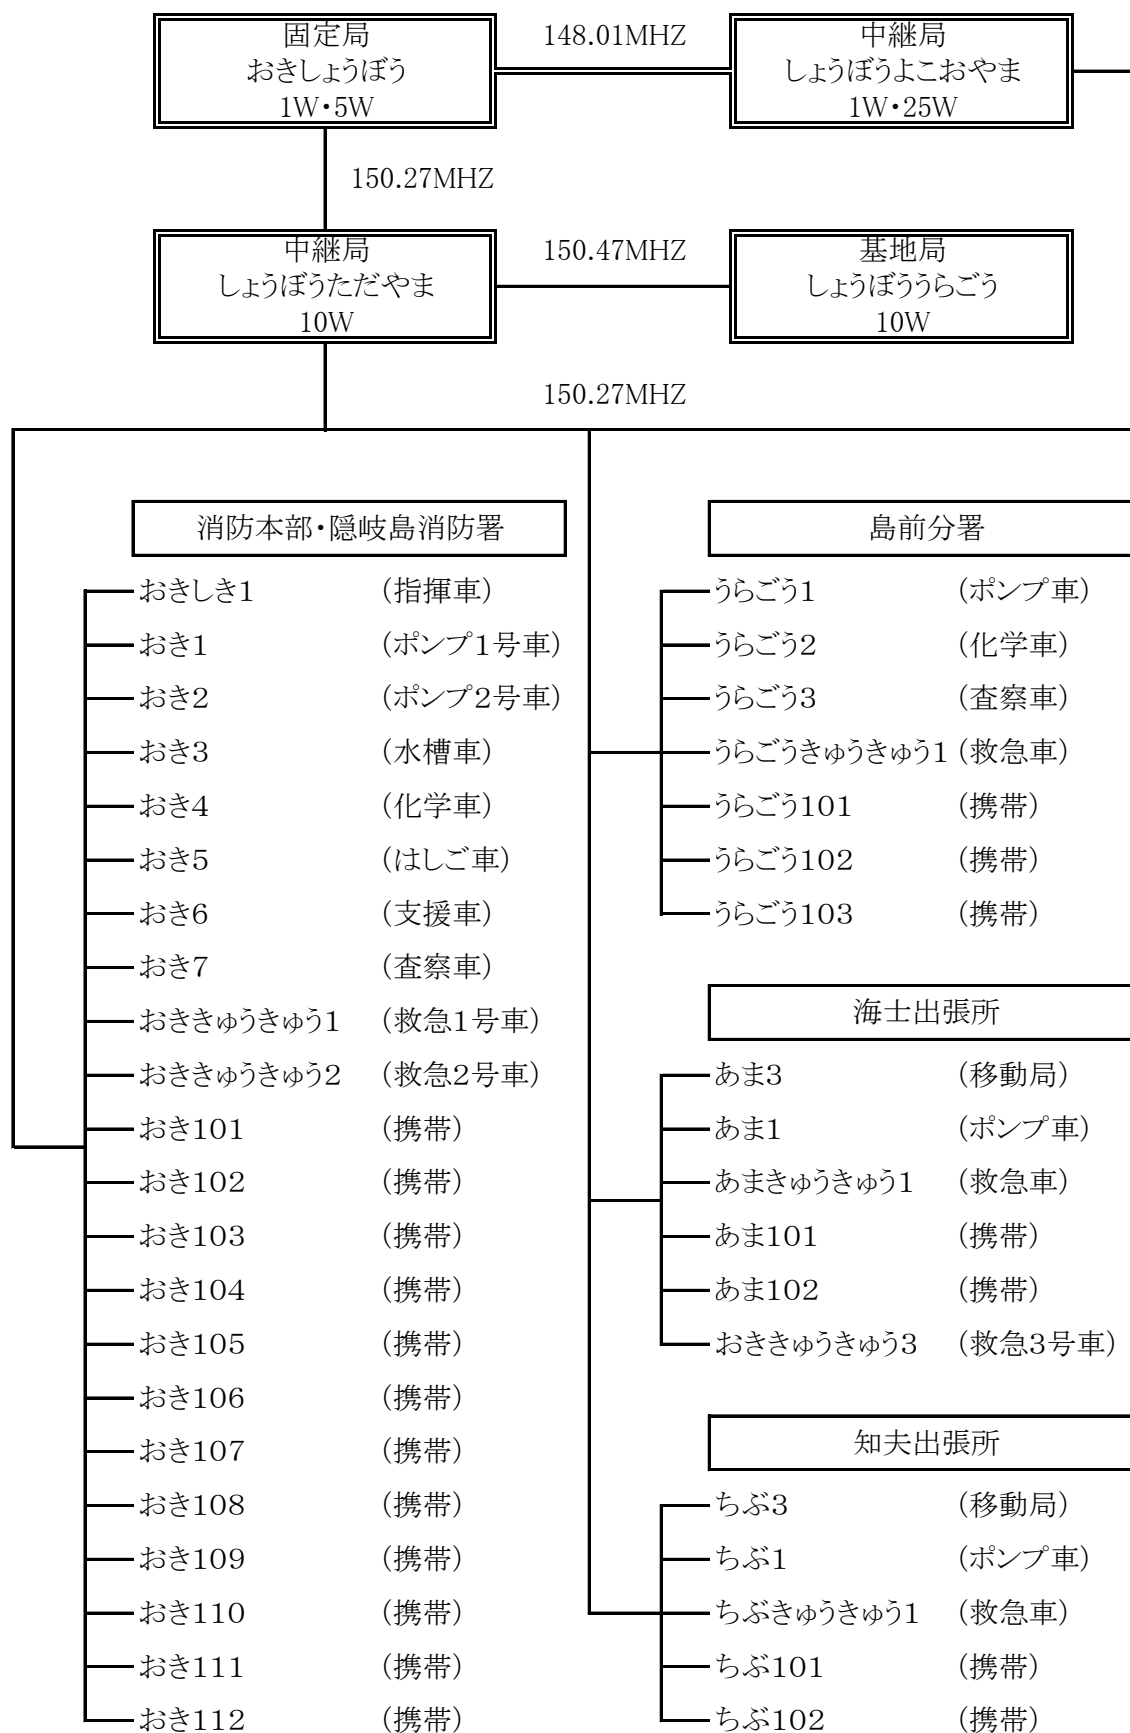 固定局
おきしょうぼう
1W・5W
148.01MHZ
中継局
しょうぼうよこおやま
1W・25W
150.27MHZ
中継局
しょうぼうただやま
10W
150.47MHZ
基地局
しょうぼううらごう
10W
150.27MHZ
消防本部・隠岐島消防署
おきしき1 (指揮車)
おき1 (ポンプ1号車)
おき2 (ポンプ2号車)
おき3 (水槽車)
おき4 (化学車)
おき5 (はしご車)
おき6 (支援車)
おき7 (査察車)
おききゅうきゅう1 (救急1号車)
おききゅうきゅう2 (救急2号車)
おき101 (携帯)
おき102 (携帯)
おき103 (携帯)
おき104 (携帯)
おき105 (携帯)
おき106 (携帯)
おき107 (携帯)
おき108 (携帯)
おき109 (携帯)
おき110 (携帯)
おき111 (携帯)
おき112 (携帯)
島前分署
うらごう1 (ポンプ車)
うらごう2 (化学車)
うらごう3 (査察車)
うらごうきゅうきゅう1 (救急車)
うらごう101 (携帯)
うらごう102 (携帯)
うらごう103 (携帯)
海士出張所
あま3 (移動局)
あま1 (ポンプ車)
あまきゅうきゅう1 (救急車)
あま101 (携帯)
あま102 (携帯)
おききゅうきゅう3 (救急3号車)
知夫出張所
ちぶ3 (移動局)
ちぶ1 (ポンプ車)
ちぶきゅうきゅう1 (救急車)
ちぶ101 (携帯)
ちぶ102 (携帯)